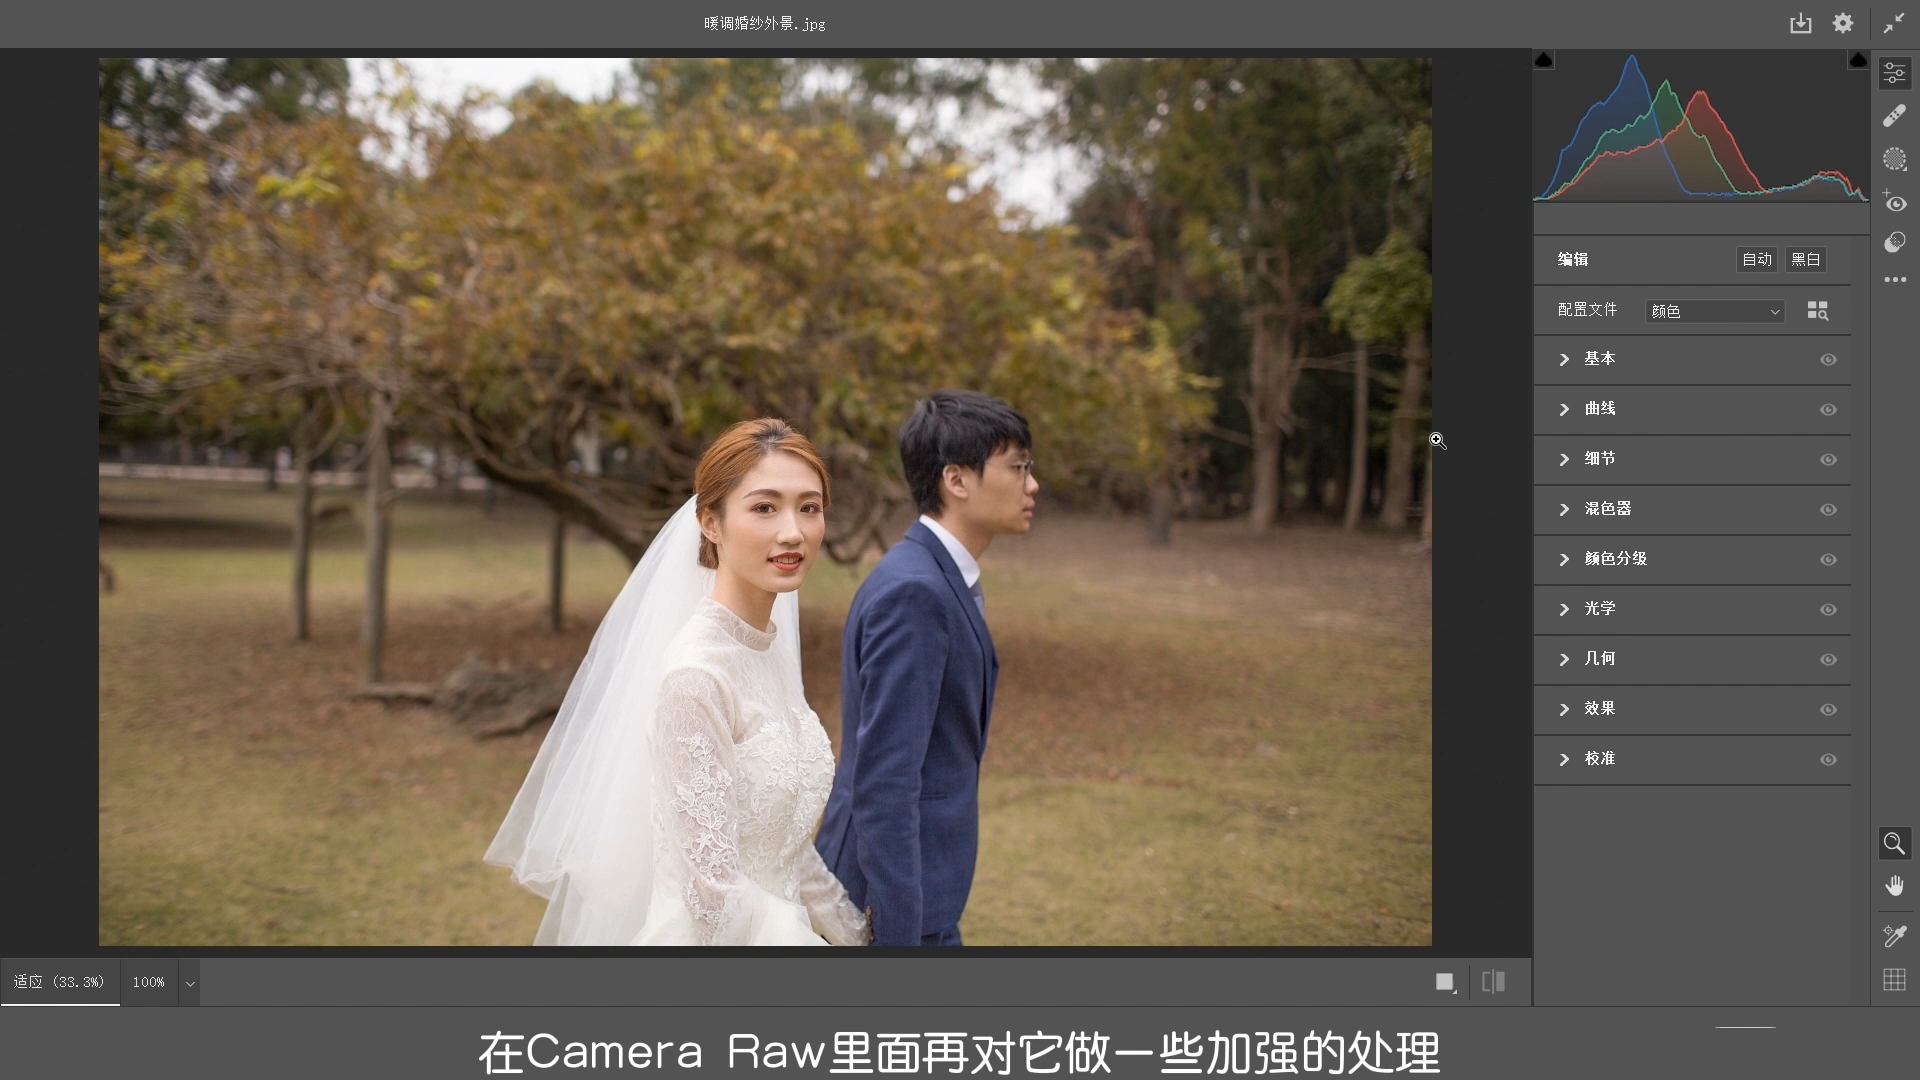 暖调婚纱外景.jpg
编辑
自动
黑白
配置文件
颜色
基本
曲线
细节
混色器
颜色分级
光学
几何
效果
校准
适应 (33.3%)
100%
在Camera Raw里面再对它做一些加强的处理